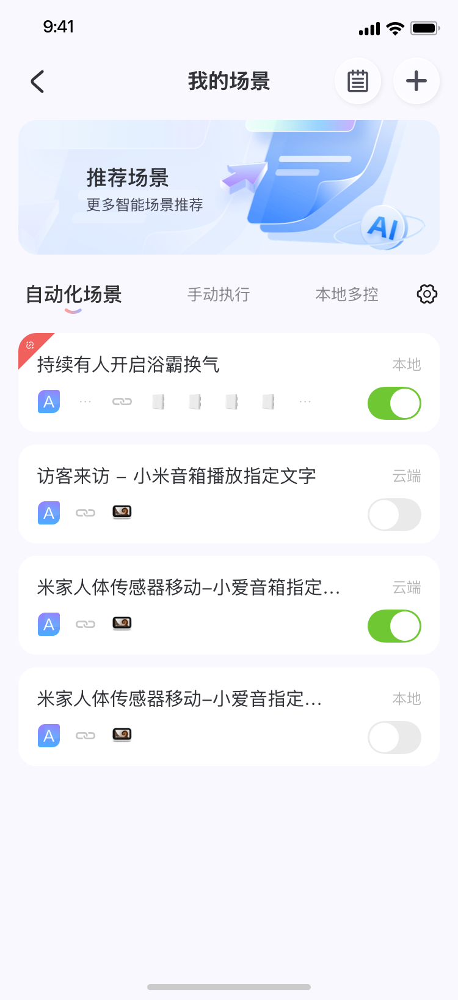 9:41
我的场景
推荐场景
更多智能场景推荐
AI
自动化场景 手动执行 本地多控
持续有人开启浴霸换气 本地
A ... ...
访客来访 – 小米音箱播放指定文字 云端
A
米家人体传感器移动–小爱音箱指定... 云端
A
米家人体传感器移动–小爱音指定... 本地
A